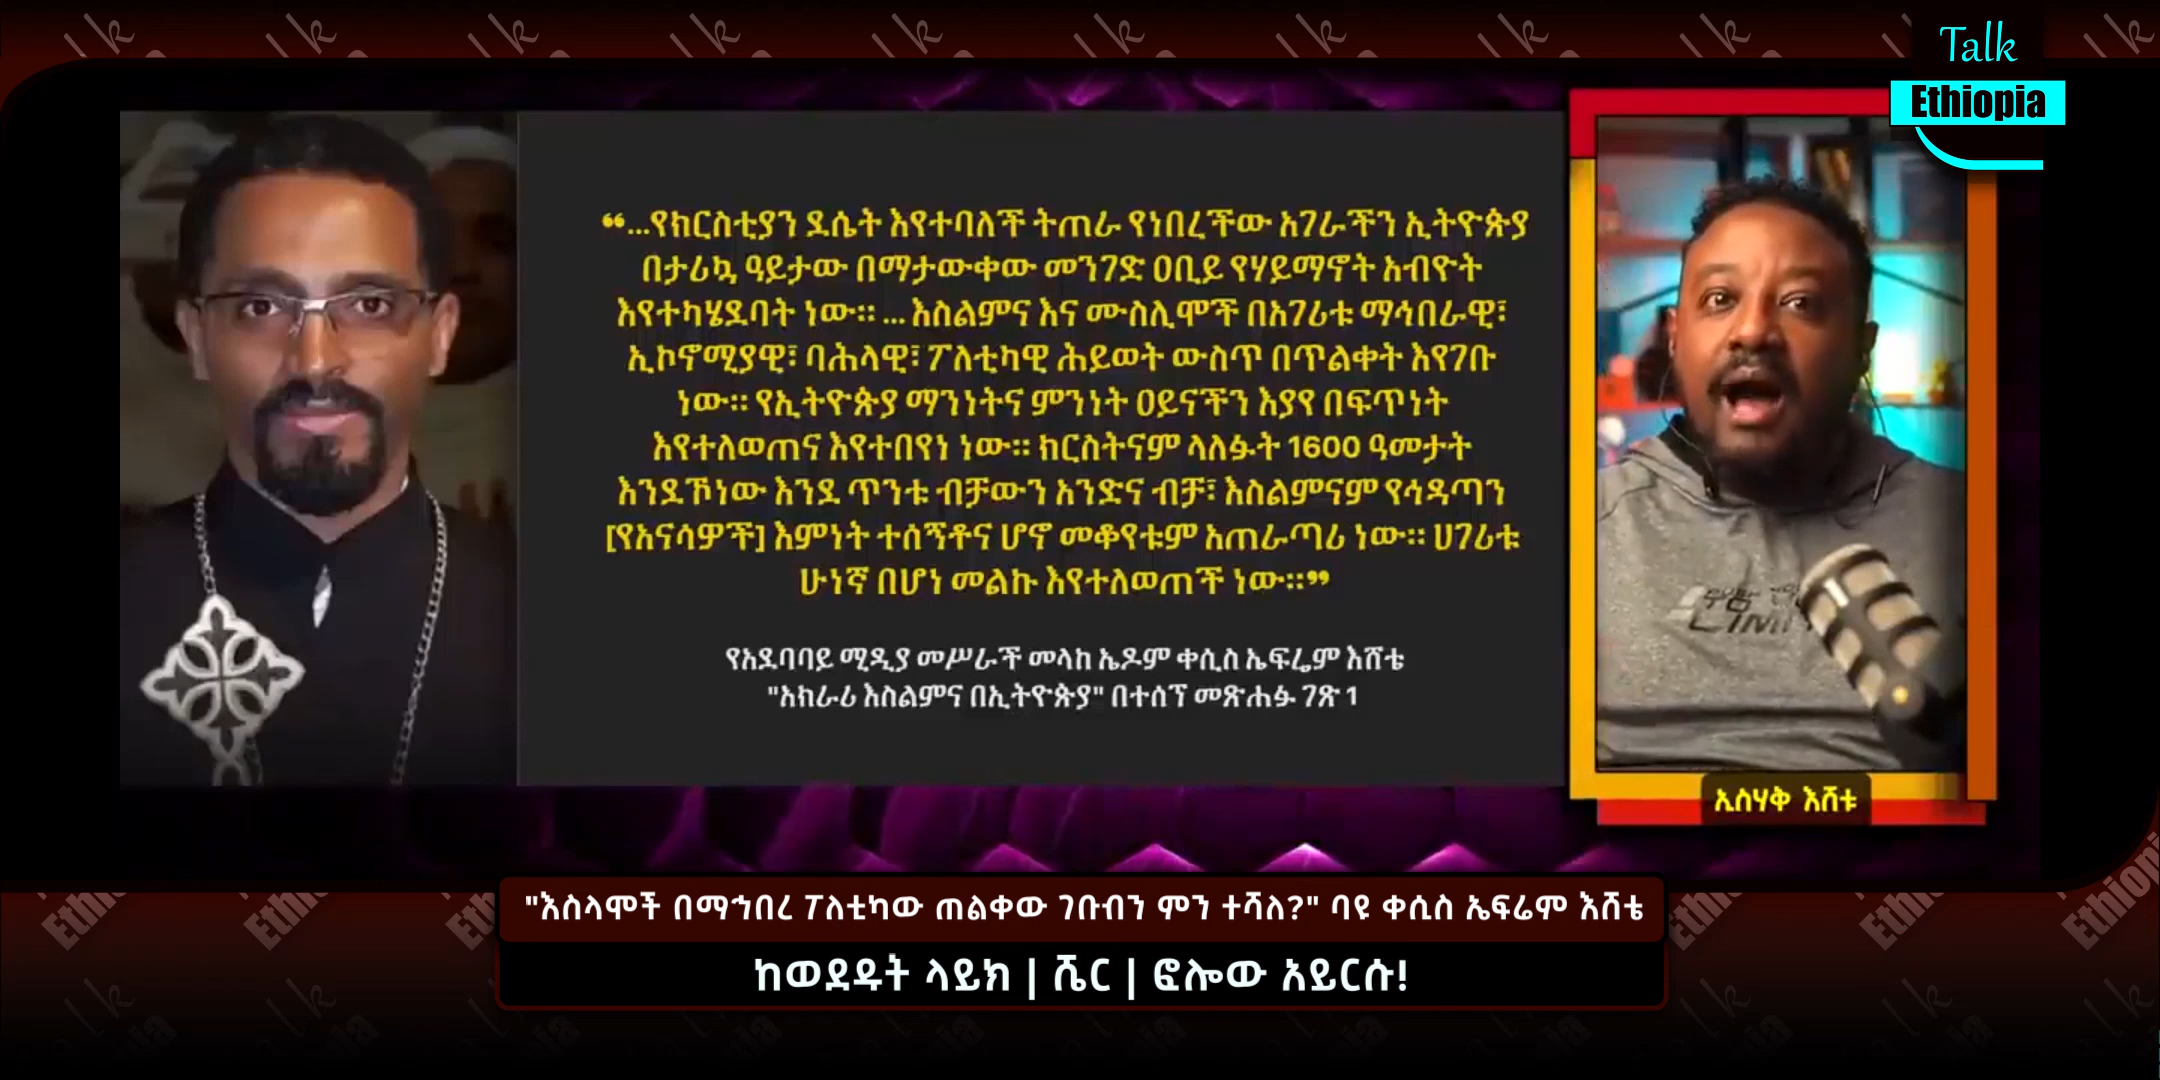 Talk
Ethiopia
“...የክርስቲያን ደሴት እየተባለች ትጠራ የነበረችው አገራችን ኢትዮጵያ
በታሪኳ ዓይታው በማታውቀው መንገድ ዐቢይ የሃይማኖት አብዮት
እየተካሄደባት ነው። ... እስልምና እና ሙስሊሞች በአገሪቱ ማኅበራዊ፣
ኢኮኖሚያዊ፣ ባሕላዊ፣ ፖለቲካዊ ሕይወት ውስጥ በጥልቀት እየገቡ
ነው። የኢትዮጵያ ማንነትና ምንነት ዐይናችን እያየ በፍጥነት
እየተለወጠና እየተበየነ ነው። ክርስትናም ላለፉት 1600 ዓመታት
እንደኾነው እንደ ጥንቱ ብቻውን አንድና ብቻ፣ እስልምናም የኅዳጣን
[የአናሳዎች] እምነት ተሰኝቶና ሆኖ መቆየቱም አጠራጣሪ ነው። ሀገሪቱ
ሁነኛ በሆነ መልኩ እየተለወጠች ነው።”
የአደባባይ ሚዲያ መሥራች መላከ ኤዶም ቀሲስ ኤፍሬም እሸቴ
"አክራሪ እስልምና በኢትዮጵያ" በተሰኘ መጽሐፉ ገጽ 1
ኢስሃቅ እሸቱ
"እስላሞች በማኀበረ ፖለቲካው ጠልቀው ገቡብን ምን ተሻለ?" ባዩ ቀሲስ ኤፍሬም እሸቴ
ከወደዱት ላይክ | ሼር | ፎሎው አይርሱ!